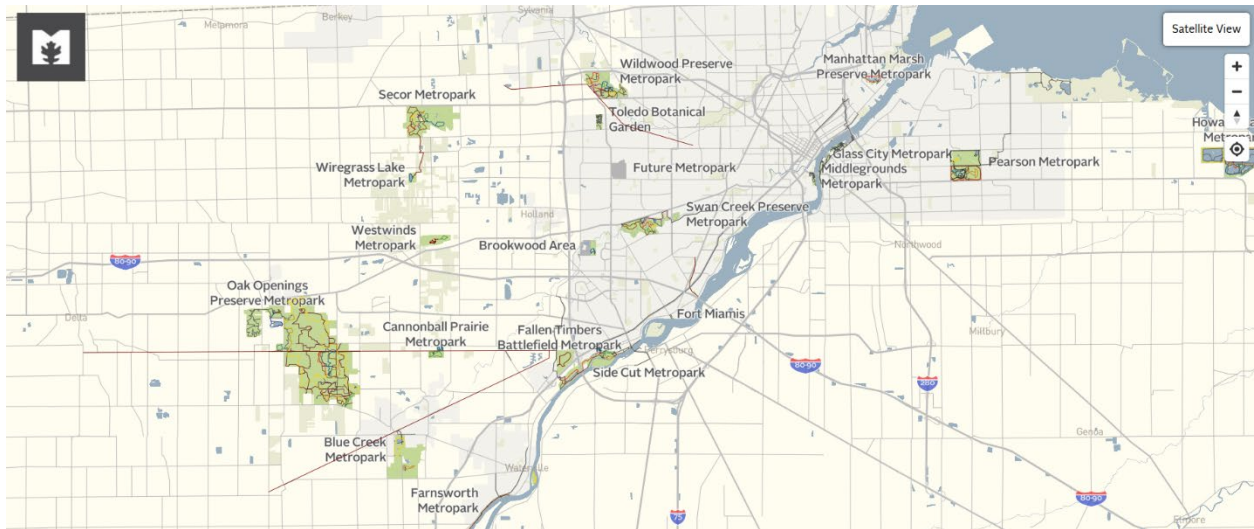 Metamora
Berkey
Sylvania
Satellite View
Wildwood Preserve
Metropark
Manhattan Marsh
Preserve Metropark
Secor Metropark
Toledo Botanical
Garden
Wiregrass Lake
Metropark
Future Metropark
Glass City Metropark
Middlegrounds
Metropark
Pearson Metropark
Holland
Swan Creek Preserve
Metropark
Westwinds
Metropark
Brookwood Area
Northwood
80-90
Oak Openings
Preserve Metropark
Delta
Cannonball Prairie
Metropark
Fallen Timbers
Battlefield Metropark
Fort Miamis
Perrysburg
Millbury
Side Cut Metropark
80-90
280
Blue Creek
Metropark
Genoa
Waterville
Farnsworth
Metropark
75
80-90
Elmore